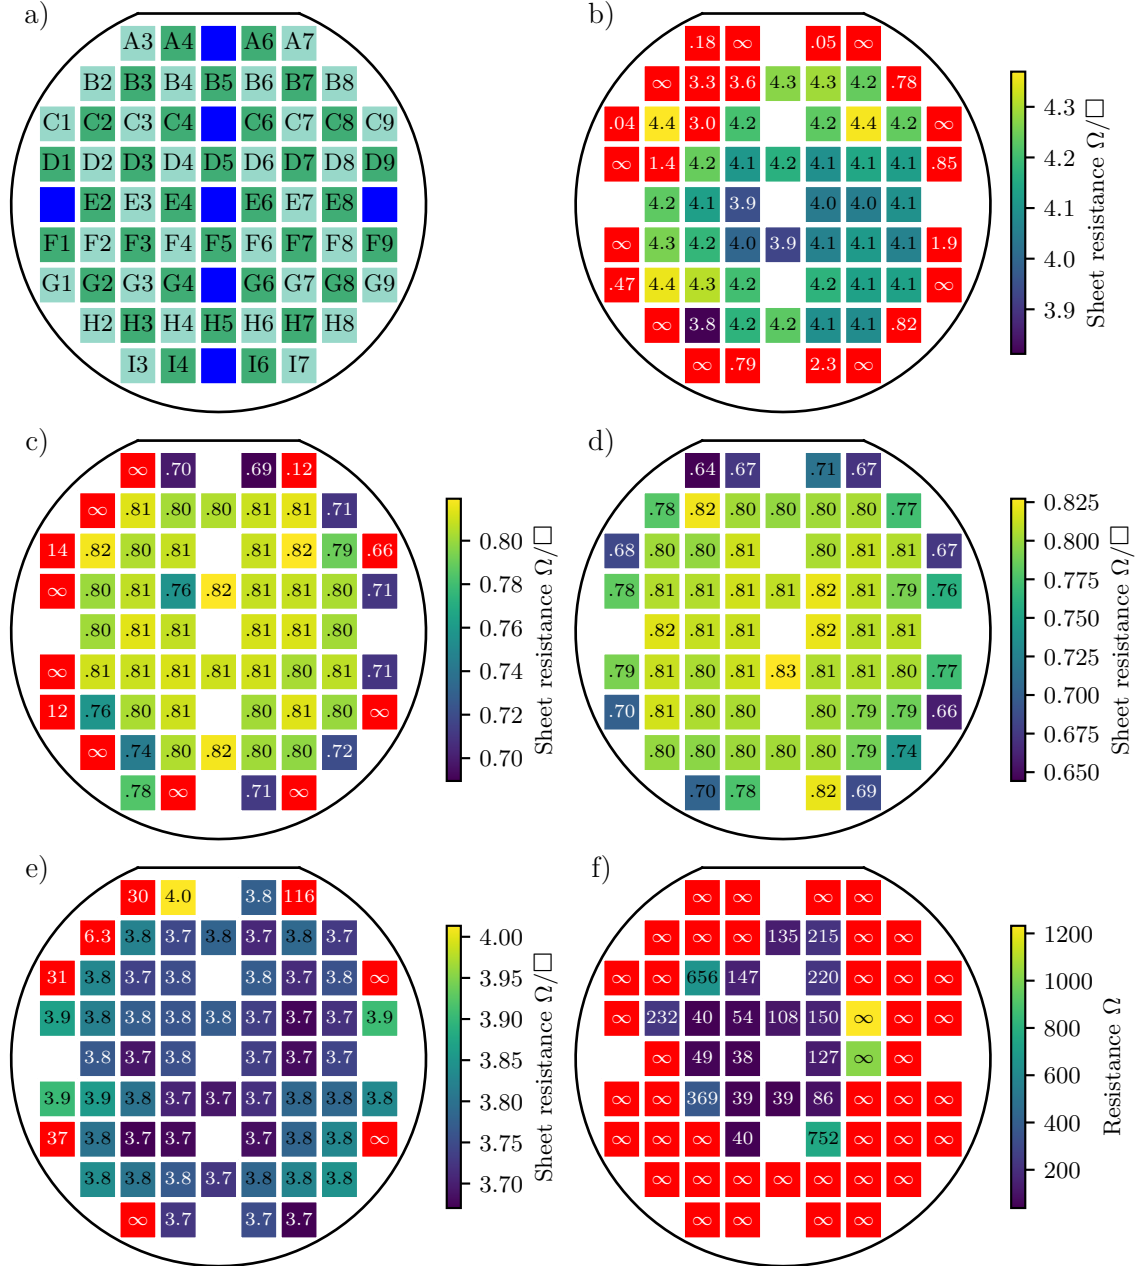 a)
A3 A4 A6 A7
B2 B3 B4 B5 B6 B7 B8
C1 C2 C3 C4 C6 C7 C8 C9
D1 D2 D3 D4 D5 D6 D7 D8 D9
E2 E3 E4 E6 E7 E8
F1 F2 F3 F4 F5 F6 F7 F8 F9
G1 G2 G3 G4 G6 G7 G8 G9
H2 H3 H4 H5 H6 H7 H8
I3 I4 I6 I7
b)
.18 ∞ .05 ∞
∞ 3.3 3.6 4.3 4.3 4.2 .78
.04 4.4 3.0 4.2 4.2 4.4 4.2 ∞
∞ 1.4 4.2 4.1 4.2 4.1 4.1 4.1 .85
4.2 4.1 3.9 4.0 4.0 4.1
∞ 4.3 4.2 4.0 3.9 4.1 4.1 4.1 1.9
.47 4.4 4.3 4.2 4.2 4.1 4.1 ∞
∞ 3.8 4.2 4.2 4.1 4.1 .82
∞ .79 2.3 ∞
4.3
4.2
4.1
4.0
3.9
Sheet resistance Ω/□
c)
∞ .70 .69 .12
∞ .81 .80 .80 .81 .81 .71
14 .82 .80 .81 .81 .82 .79 .66
∞ .80 .81 .76 .82 .81 .81 .80 .71
.80 .81 .81 .81 .81 .80
∞ .81 .81 .81 .81 .81 .80 .81 .71
12 .76 .80 .81 .80 .81 .80 ∞
∞ .74 .80 .82 .80 .80 .72
.78 ∞ .71 ∞
0.80
0.78
0.76
0.74
0.72
0.70
Sheet resistance Ω/□
d)
.64 .67 .71 .67
.78 .82 .80 .80 .80 .80 .77
.68 .80 .80 .81 .80 .81 .81 .67
.78 .81 .81 .81 .81 .82 .81 .79 .76
.82 .81 .81 .82 .81 .81
.79 .81 .80 .81 .83 .81 .81 .80 .77
.70 .81 .80 .80 .80 .79 .79 .66
.80 .80 .80 .80 .80 .79 .74
.70 .78 .82 .69
0.825
0.800
0.775
0.750
0.725
0.700
0.675
0.650
Sheet resistance Ω/□
e)
30 4.0 3.8 116
6.3 3.8 3.7 3.8 3.7 3.8 3.7
31 3.8 3.7 3.8 3.8 3.7 3.7 ∞
3.9 3.8 3.8 3.8 3.8 3.7 3.7 3.7 3.9
3.8 3.7 3.8 3.7 3.7 3.7
3.9 3.9 3.8 3.7 3.7 3.7 3.8 3.8 3.8
37 3.8 3.7 3.7 3.7 3.8 3.8 ∞
3.8 3.8 3.8 3.7 3.8 3.8 3.8
∞ 3.7 3.7 3.7
4.00
3.95
3.90
3.85
3.80
3.75
3.70
Sheet resistance Ω/□
f)
∞ ∞ ∞ ∞
∞ ∞ ∞ 135 215 ∞ ∞
∞ ∞ 656 147 220 ∞ ∞ ∞
∞ 232 40 54 108 150 ∞ ∞ ∞
∞ 49 38 127 ∞ ∞
∞ ∞ 369 39 39 86 ∞ ∞ ∞
∞ ∞ ∞ 40 752 ∞ ∞ ∞
∞ ∞ ∞ ∞ ∞ ∞ ∞
∞ ∞ ∞ ∞
1200
1000
800
600
400
200
Resistance Ω